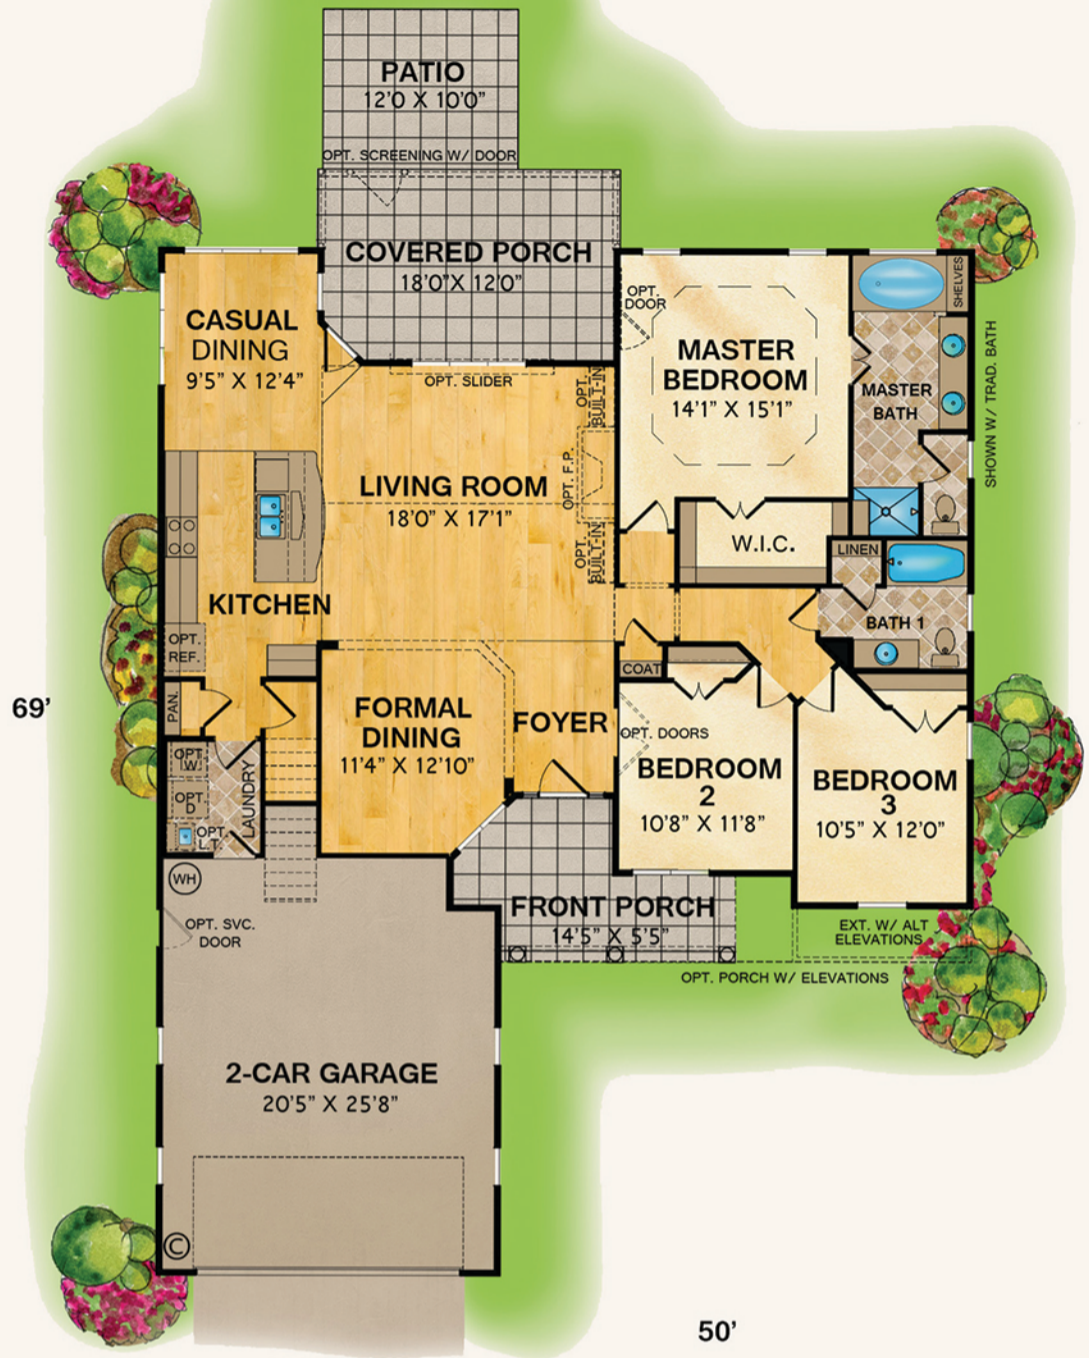 PATIO
12'0 X 10'0"
OPT. SCREENING W/ DOOR
COVERED PORCH
18'0"X 12'0"
CASUAL
DINING
9'5" X 12'4"
OPT. SLIDER
OPT.
BUILT-IN
OPT.
DOOR
MASTER
BEDROOM
14'1" X 15'1"
SHELVES
MASTER
BATH
SHOWN W/ TRAD. BATH
LIVING ROOM
18'0" X 17'1"
OPT. F.P.
OPT.
BUILT-IN
W.I.C.
LINEN
KITCHEN
OPT.
REF.
BATH 1
COAT
PAN.
69'
FORMAL
DINING
11'4" X 12'10"
FOYER
OPT. DOORS
BEDROOM
2
10'8" X 11'8"
BEDROOM
3
10'5" X 12'0"
OPT.
W
OPT.
D
OPT.
L.T.
LAUNDRY
WH
OPT. SVC.
DOOR
FRONT PORCH
14'5" X 5'5"
EXT. W/ ALT
ELEVATIONS
OPT. PORCH W/ ELEVATIONS
2-CAR GARAGE
20'5" X 25'8"
©
50'